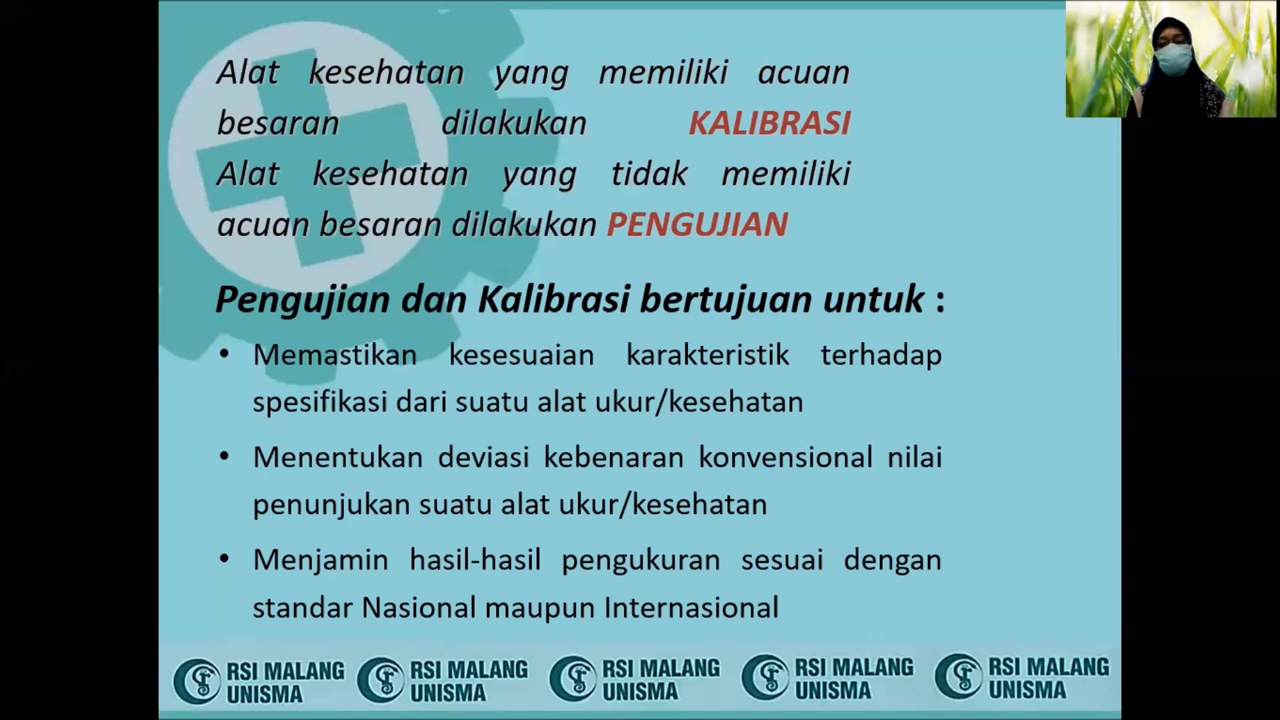 Alat kesehatan yang memiliki acuan
besaran dilakukan KALIBRASI
Alat kesehatan yang tidak memiliki
acuan besaran dilakukan PENGUJIAN
Pengujian dan Kalibrasi bertujuan untuk :
• Memastikan kesesuaian karakteristik terhadap
spesifikasi dari suatu alat ukur/kesehatan
• Menentukan deviasi kebenaran konvensional nilai
penunjukan suatu alat ukur/kesehatan
• Menjamin hasil-hasil pengukuran sesuai dengan
standar Nasional maupun Internasional
RSI MALANG RSI MALANG RSI MALANG RSI MALANG RSI MALANG
UNISMA UNISMA UNISMA UNISMA UNISMA